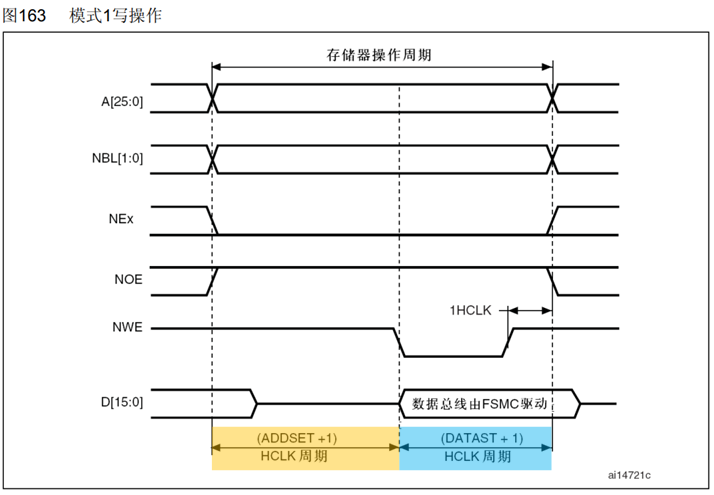 图163 模式1写操作
存储器操作周期
A[25:0]
NBL[1:0]
NEx
NOE
1HCLK
NWE
D[15:0]
数据总线由FSMC驱动
(ADDSET +1)
HCLK 周期
(DATAST + 1)
HCLK 周期
ai14721c